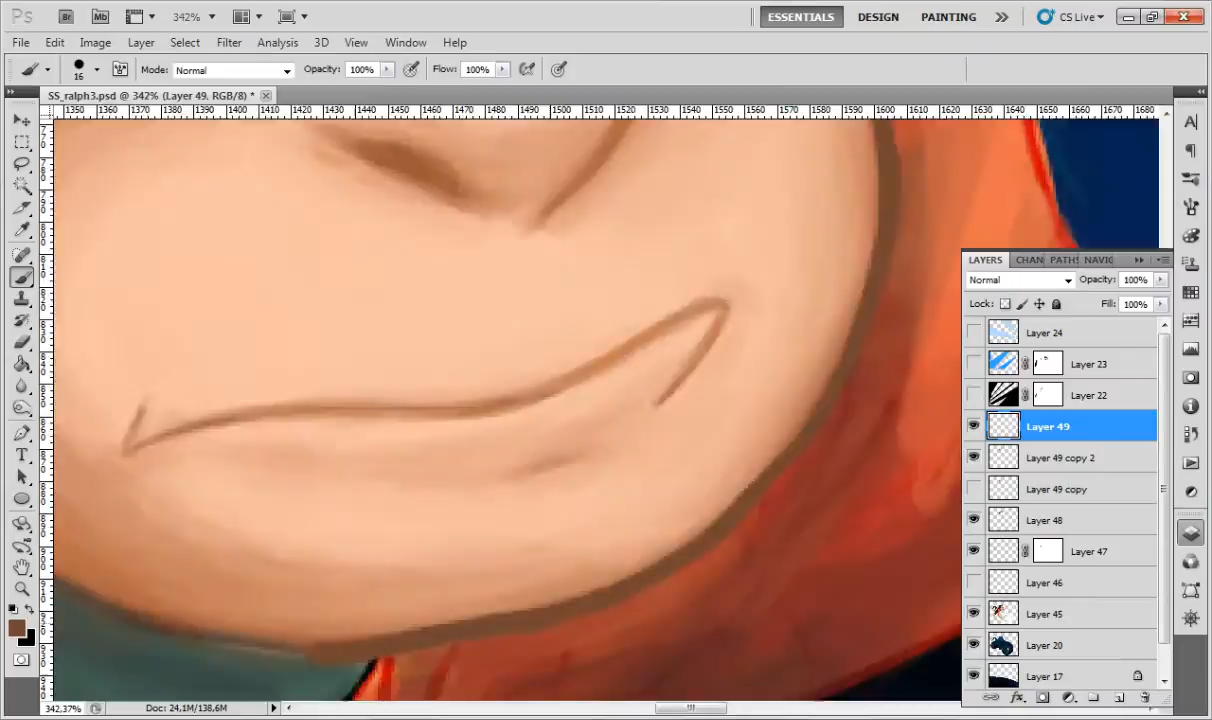 Ps Br Mb 342% ESSENTIALS DESIGN PAINTING CS Live
File Edit Image Layer Select Filter Analysis 3D View Window Help
16 Mode: Normal Opacity: 100% Flow: 100%
SS_ralph3.psd @ 342% (Layer 49, RGB/8) *
1350 1360 1370 1380 1390 1400 1410 1420 1430 1440 1450 1460 1470 1480 1490 1500 1510 1520 1530 1540 1550 1560 1570 1580 1590 1600 1610 1620 1630 1640 1650 1660 1670 1680
LAYERS CHAN PATHS NAVIG
Normal Opacity: 100%
Lock: Fill: 100%
Layer 24
Layer 23
Layer 22
Layer 49
Layer 49 copy 2
Layer 49 copy
Layer 48
Layer 47
Layer 46
Layer 45
Layer 20
Layer 17
342,37% Doc: 24,1M/138,6M